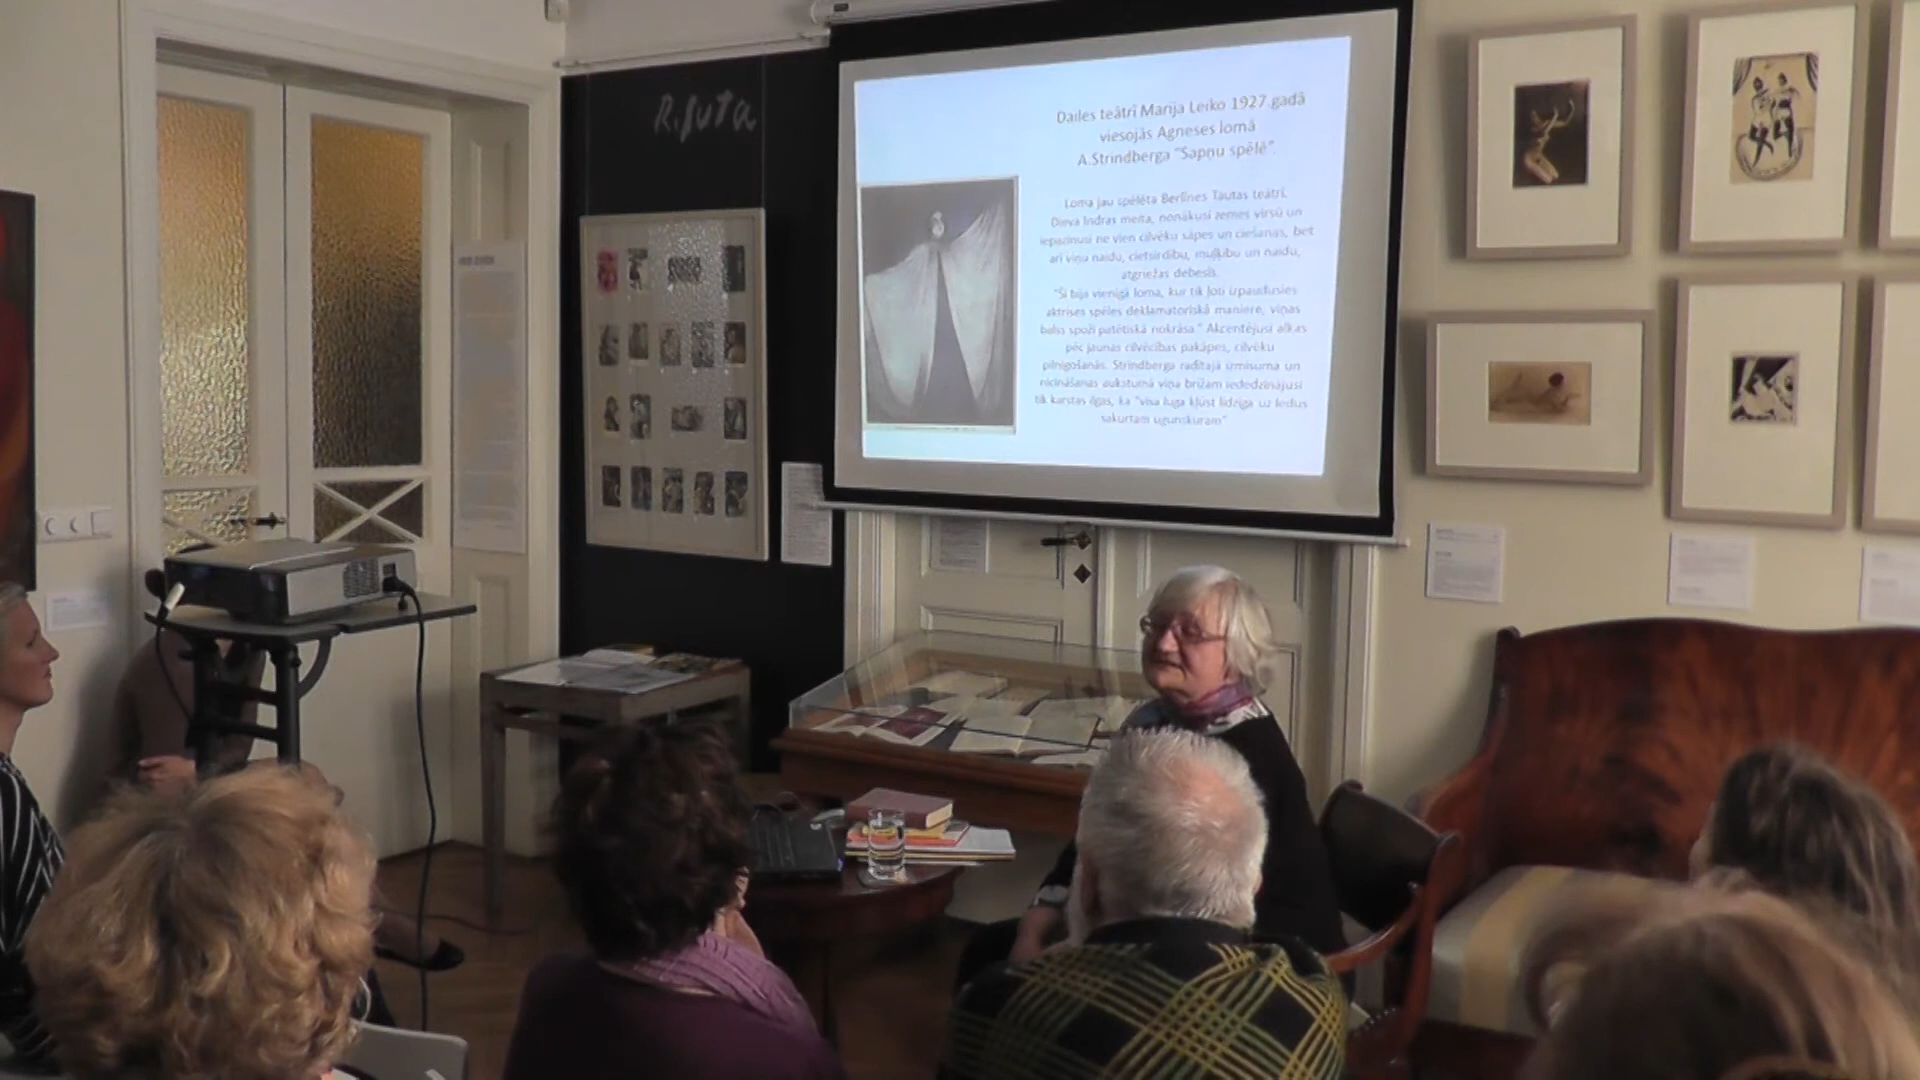 R. Suta
Dailes teātrī Marija Leiko 1927.gadā
viesojās Agneses lomā
A.Strindberga "Sapņu spēlē".
Loma jau spēlēta Berlīnes Tautas teātrī.
Dieva Indras meita, nonākusi zemes virsū un
iepazinusi ne vien cilvēku sāpes un ciešanas, bet
arī viņu naidu, cietsirdību, muļķību un naidu,
atgriežas debesīs.
"Šī bija vienīgā loma, kur tik ļoti izpaudusies
aktrises spēles deklamatoriskā maniere, viņas
balss spoži patētiskā nokrāsa." Akcentējusi alkas
pēc jaunas cilvēcības pakāpes, cilvēku
pilnīgošanās. Strindberga radītajā izmisuma un
nicināšanas aukstumā viņa brīžam iededzinājusi
tik karstas ilgas, ka "visa luga kļūst līdzīga uz ledus
sakurtam ugunskuram"